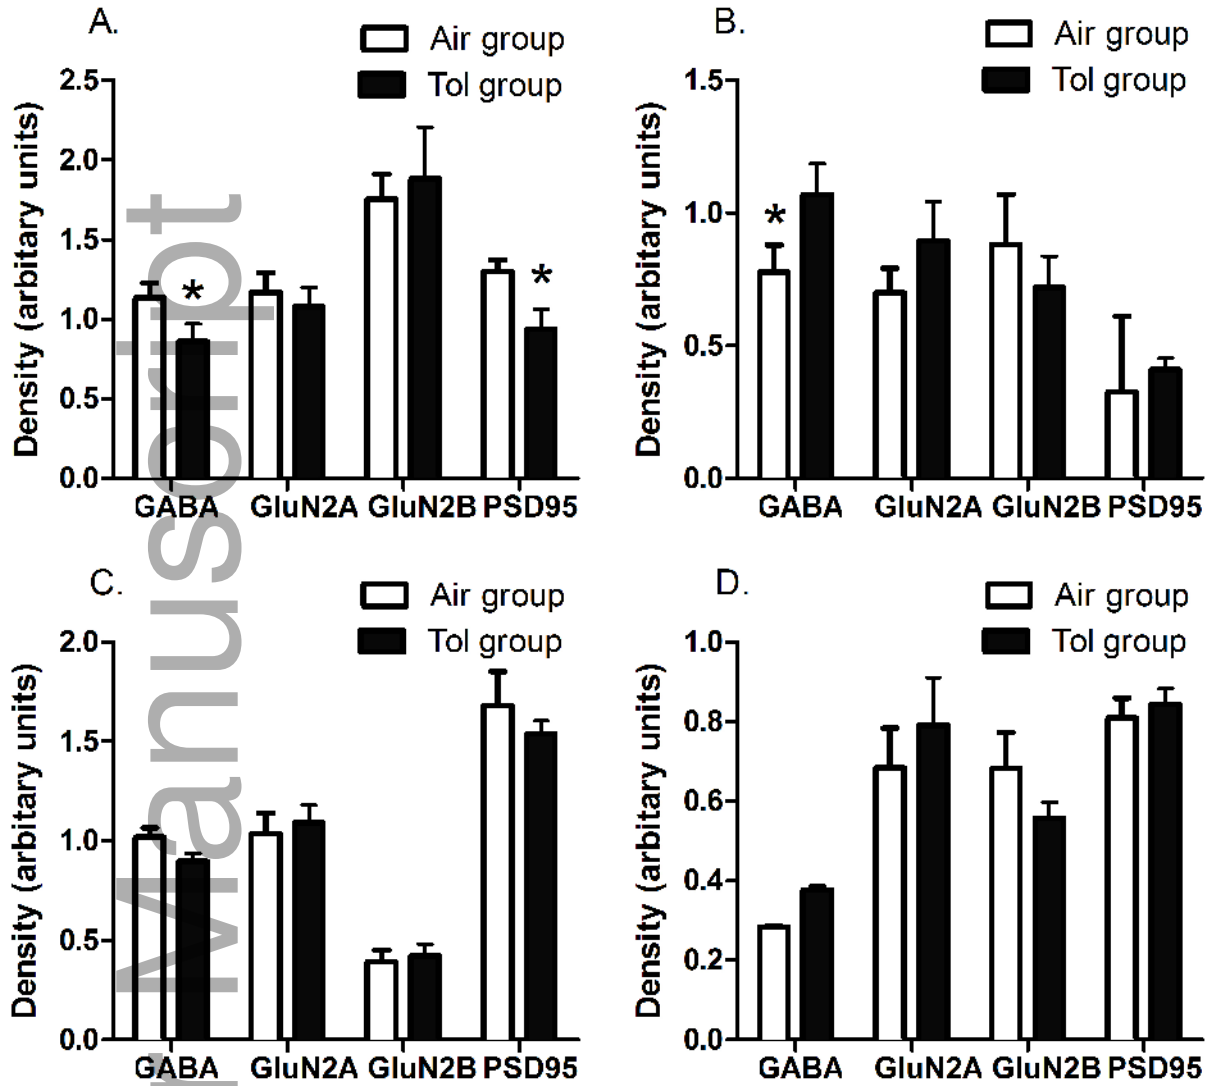 A.
Air group
Tol group
Density (arbitary units)
2.5
2.0
1.5
1.0
0.5
0.0
*
*
GABA GluN2A GluN2B PSD95
B.
Air group
Tol group
Density (arbitary units)
1.5
1.0
0.5
0.0
*
GABA GluN2A GluN2B PSD95
C.
Air group
Tol group
Density (arbitary units)
2.0
1.5
1.0
0.5
0.0
GABA GluN2A GluN2B PSD95
D.
Air group
Tol group
Density (arbitary units)
1.0
0.8
0.6
0.4
0.2
0.0
GABA GluN2A GluN2B PSD95
Manuscript